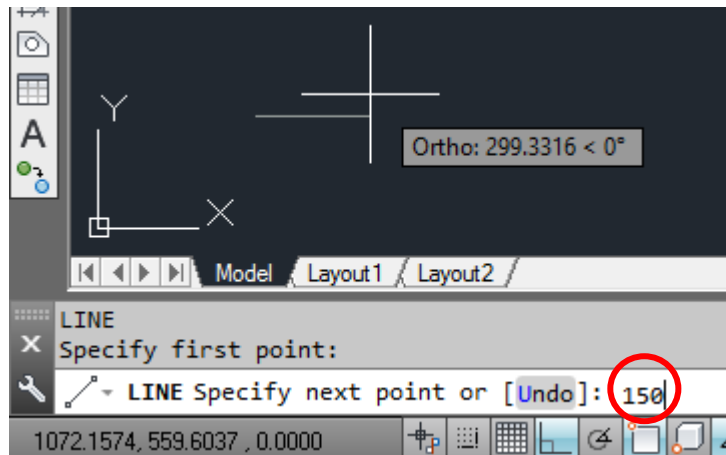 A
Y
Ortho: 299.3316 < 0°
X
Model Layout1 Layout2
LINE
Specify first point:
LINE Specify next point or [Undo]: 150
1072.1574, 559.6037 , 0.0000